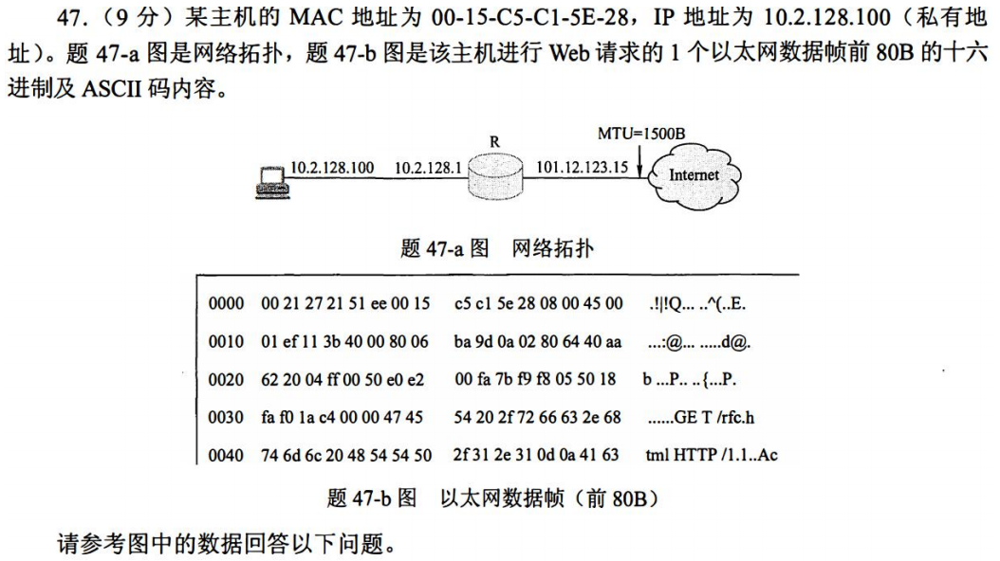 47.（9 分）某主机的 MAC 地址为 00-15-C5-C1-5E-28，IP 地址为 10.2.128.100（私有地
址）。题 47-a 图是网络拓扑，题 47-b 图是该主机进行 Web 请求的 1 个以太网数据帧前 80B 的十六
进制及 ASCII 码内容。
R
MTU=1500B
10.2.128.100 10.2.128.1 101.12.123.15 Internet
题 47-a 图 网络拓扑
0000 00 21 27 21 51 ee 00 15 c5 c1 5e 28 08 00 45 00 .!|!Q... ..^(..E.
0010 01 ef 11 3b 40 00 80 06 ba 9d 0a 02 80 64 40 aa ...:@... .....d@.
0020 62 20 04 ff 00 50 e0 e2 00 fa 7b f9 f8 05 50 18 b ...P.. ..{...P.
0030 fa f0 1a c4 00 00 47 45 54 20 2f 72 66 63 2e 68 ......GE T /rfc.h
0040 74 6d 6c 20 48 54 54 50 2f 31 2e 31 0d 0a 41 63 tml HTTP /1.1..Ac
题 47-b 图 以太网数据帧（前 80B）
请参考图中的数据回答以下问题。